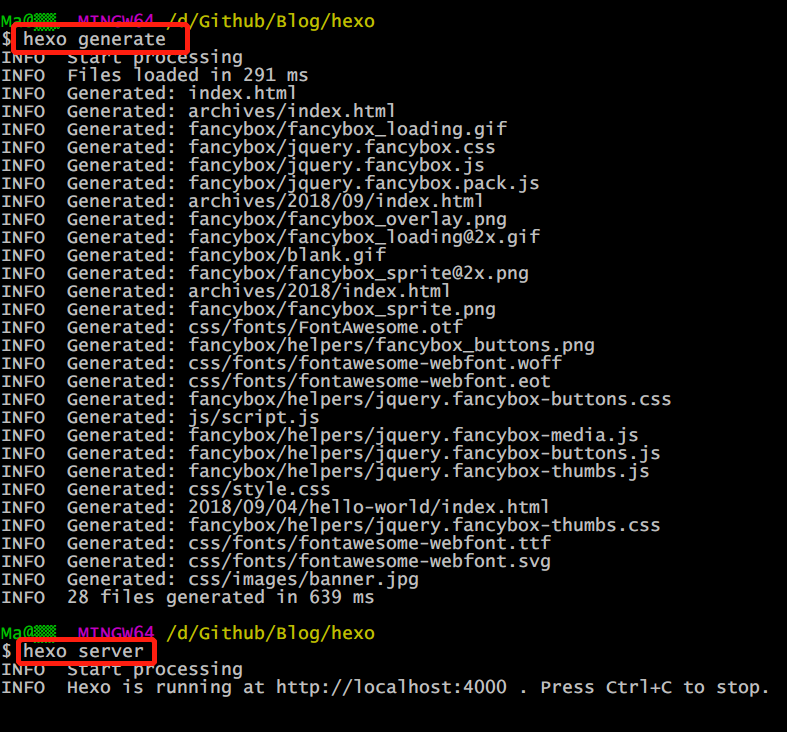 Ma@▒▒▒ MINGW64 /d/Github/Blog/hexo
$ hexo generate
INFO  Start processing
INFO  Files loaded in 291 ms
INFO  Generated: index.html
INFO  Generated: archives/index.html
INFO  Generated: fancybox/fancybox_loading.gif
INFO  Generated: fancybox/jquery.fancybox.css
INFO  Generated: fancybox/jquery.fancybox.js
INFO  Generated: fancybox/jquery.fancybox.pack.js
INFO  Generated: archives/2018/09/index.html
INFO  Generated: fancybox/fancybox_overlay.png
INFO  Generated: fancybox/fancybox_loading@2x.gif
INFO  Generated: fancybox/blank.gif
INFO  Generated: fancybox/fancybox_sprite@2x.png
INFO  Generated: archives/2018/index.html
INFO  Generated: fancybox/fancybox_sprite.png
INFO  Generated: css/fonts/FontAwesome.otf
INFO  Generated: fancybox/helpers/fancybox_buttons.png
INFO  Generated: css/fonts/fontawesome-webfont.woff
INFO  Generated: css/fonts/fontawesome-webfont.eot
INFO  Generated: fancybox/helpers/jquery.fancybox-buttons.css
INFO  Generated: js/script.js
INFO  Generated: fancybox/helpers/jquery.fancybox-media.js
INFO  Generated: fancybox/helpers/jquery.fancybox-buttons.js
INFO  Generated: fancybox/helpers/jquery.fancybox-thumbs.js
INFO  Generated: css/style.css
INFO  Generated: 2018/09/04/hello-world/index.html
INFO  Generated: fancybox/helpers/jquery.fancybox-thumbs.css
INFO  Generated: css/fonts/fontawesome-webfont.ttf
INFO  Generated: css/fonts/fontawesome-webfont.svg
INFO  Generated: css/images/banner.jpg
INFO  28 files generated in 639 ms
Ma@▒▒▒ MINGW64 /d/Github/Blog/hexo
$ hexo server
INFO  Start processing
INFO  Hexo is running at http://localhost:4000 . Press Ctrl+C to stop.